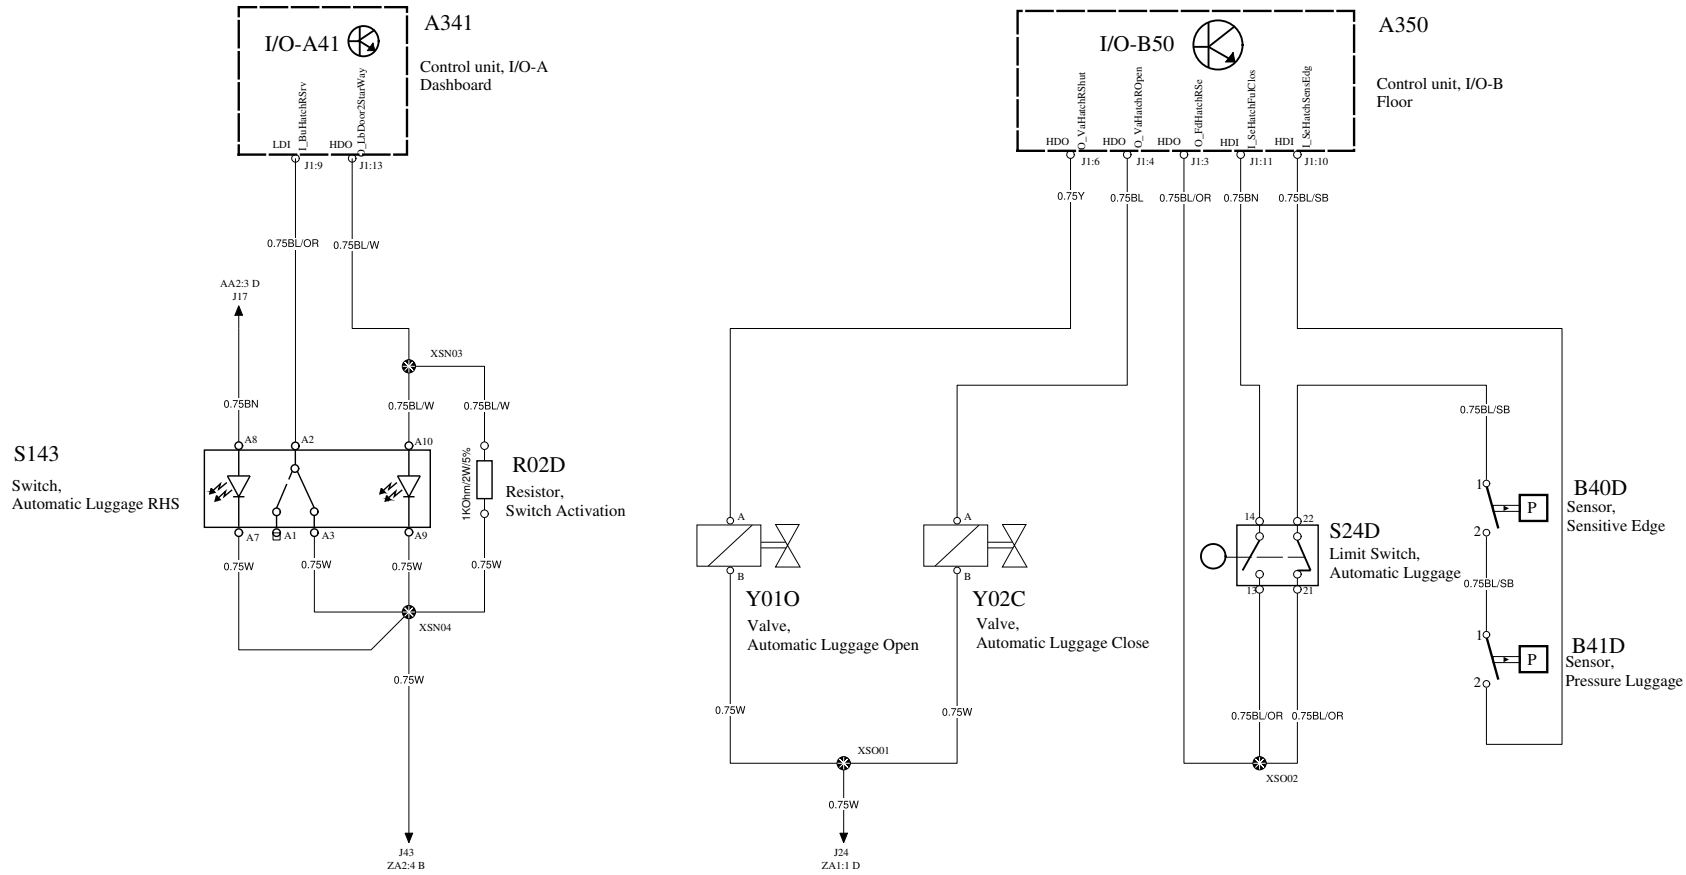 A341
I/O-A41
Control unit, I/O-A
Dashboard
I_BuHatchRSrv
O_LbDoor2StarWay
LDI
HDO
J1:9
J1:13
0.75BL/OR
0.75BL/W
AA2:3 D
J17
XSN03
0.75BN
0.75BL/W
0.75BL/W
A8
A2
A10
S143
Switch,
Automatic Luggage RHS
1KOhm/2W/5%
R02D
Resistor,
Switch Activation
A7
A1
A3
A9
0.75W
0.75W
0.75W
0.75W
XSN04
0.75W
J43
ZA2:4 B
A350
I/O-B50
Control unit, I/O-B
Floor
O_VaHatchRShut
O_VaHatchROpen
O_FdHatchRSe
I_SeHatchFulClos
I_SeHatchSensEdg
HDO
HDO
HDO
HDI
HDI
J1:6
J1:4
J1:3
J1:11
J1:10
0.75Y
0.75BL
0.75BL/OR
0.75BN
0.75BL/SB
0.75BL/SB
A
B
Y01O
Valve,
Automatic Luggage Open
A
B
Y02C
Valve,
Automatic Luggage Close
14
22
S24D
Limit Switch,
Automatic Luggage
13
21
1
P
2
B40D
Sensor,
Sensitive Edge
0.75BL/SB
1
P
2
B41D
Sensor,
Pressure Luggage
0.75W
0.75W
0.75BL/OR
0.75BL/OR
XSO01
XSO02
0.75W
J24
ZA1:1 D